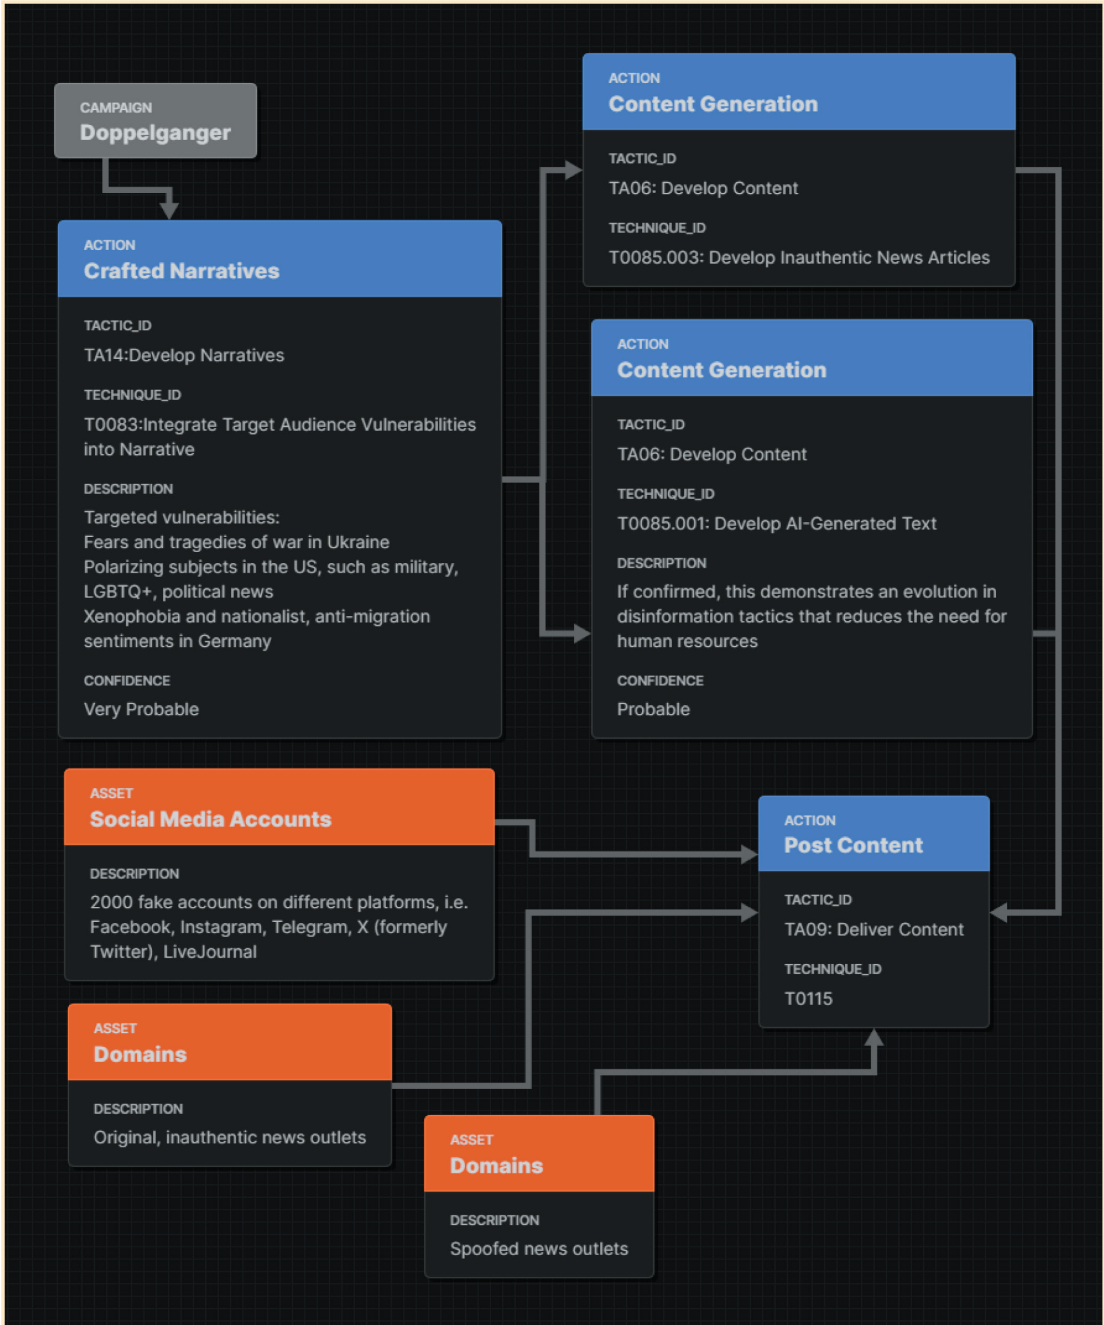 CAMPAIGN
Doppelganger
ACTION
Crafted Narratives
TACTIC_ID
TA14:Develop Narratives
TECHNIQUE_ID
T0083:Integrate Target Audience Vulnerabilities
into Narrative
DESCRIPTION
Targeted vulnerabilities:
Fears and tragedies of war in Ukraine
Polarizing subjects in the US, such as military,
LGBTQ+, political news
Xenophobia and nationalist, anti-migration
sentiments in Germany
CONFIDENCE
Very Probable
ACTION
Content Generation
TACTIC_ID
TA06: Develop Content
TECHNIQUE_ID
T0085.003: Develop Inauthentic News Articles
ACTION
Content Generation
TACTIC_ID
TA06: Develop Content
TECHNIQUE_ID
T0085.001: Develop AI-Generated Text
DESCRIPTION
If confirmed, this demonstrates an evolution in
disinformation tactics that reduces the need for
human resources
CONFIDENCE
Probable
ASSET
Social Media Accounts
DESCRIPTION
2000 fake accounts on different platforms, i.e.
Facebook, Instagram, Telegram, X (formerly
Twitter), LiveJournal
ACTION
Post Content
TACTIC_ID
TA09: Deliver Content
TECHNIQUE_ID
T0115
ASSET
Domains
DESCRIPTION
Original, inauthentic news outlets
ASSET
Domains
DESCRIPTION
Spoofed news outlets